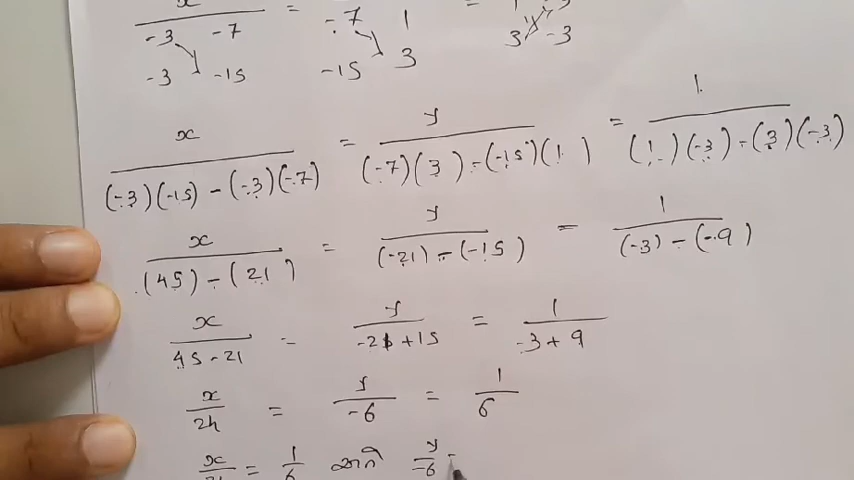 x = =
-3 -7 -7 1
-3 -15 -15 3 3 -3
x/((-3)(-15) - (-3)(-7)) = y/((-7)(3) - (-15)(1)) = 1/((1)(-3) - (3)(-3))
x/((45) - (21)) = y/((-21) - (-15)) = 1/((-3) - (-9))
x/(45 - 21) = y/(-21 + 15) = 1/(-3 + 9)
x/24 = y/-6 = 1/6
x/24 = 1/6 અને y/-6 =